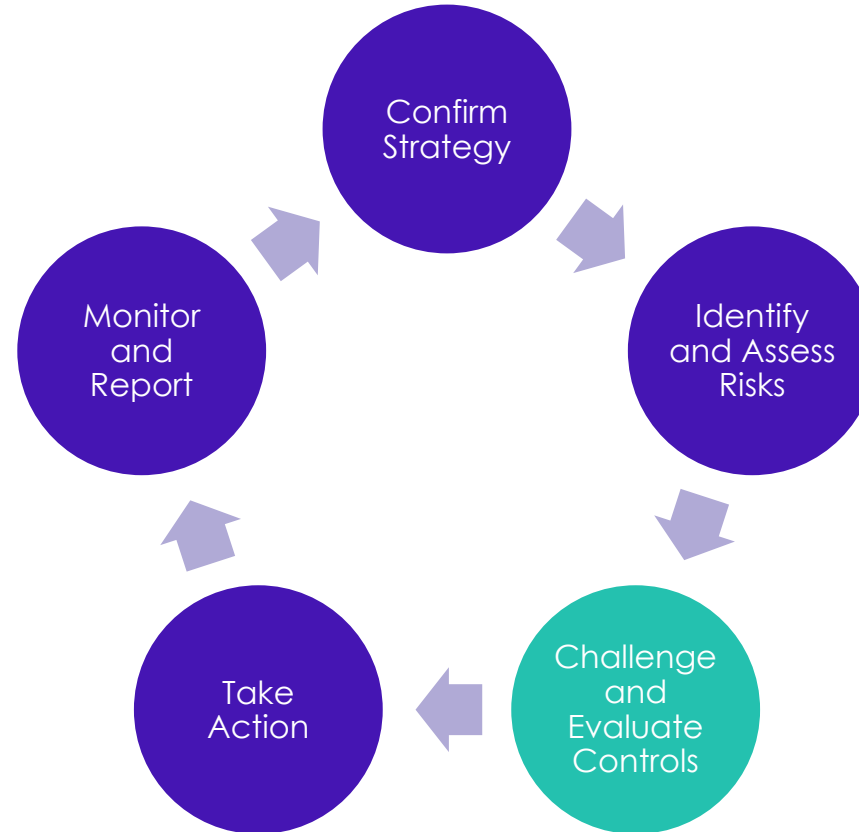 Confirm
Strategy
Identify
and Assess
Risks
Challenge
and
Evaluate
Controls
Take
Action
Monitor
and
Report